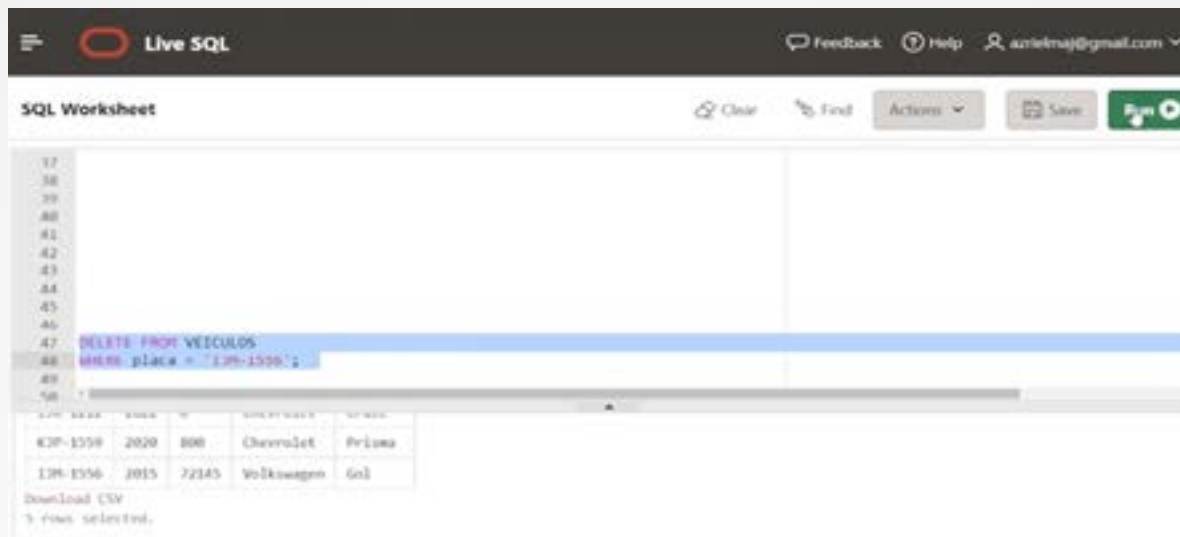 Live SQL
Feedback Help azrielmaj@gmail.com
SQL Worksheet
Clear Find Actions Save Run
37
38
39
40
41
42
43
44
45
46
47 DELETE FROM VEICULOS
48 WHERE placa = 'IJM-1556';
49
50
KJP-1559 2020 800 Chevrolet Prisma
IJM-1556 2015 72145 Volkswagen Gol
Download CSV
5 rows selected.